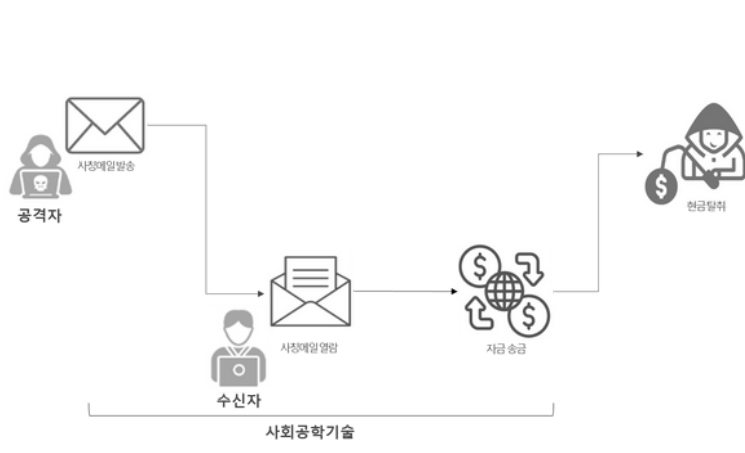 사칭메일발송
공격자
현금탈취
사칭메일 열람
자금 송금
수신자
사회공학기술